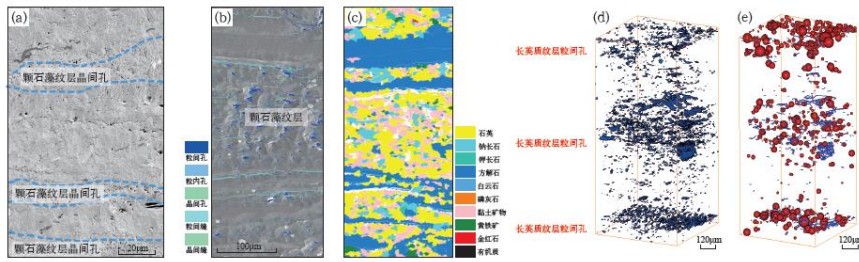 (a)
颗石藻纹层晶间孔
颗石藻纹层晶间孔
颗石藻纹层晶间孔
20μm
粒间孔
粒内孔
晶间孔
粒间缝
晶间缝
(b)
颗石藻纹层
100μm
(c)
石英
钠长石
钾长石
方解石
白云石
磷灰石
黏土矿物
黄铁矿
金红石
有机质
(d)
长英质纹层粒间孔
长英质纹层粒间孔
长英质纹层粒间孔
120μm
(e)
120μm